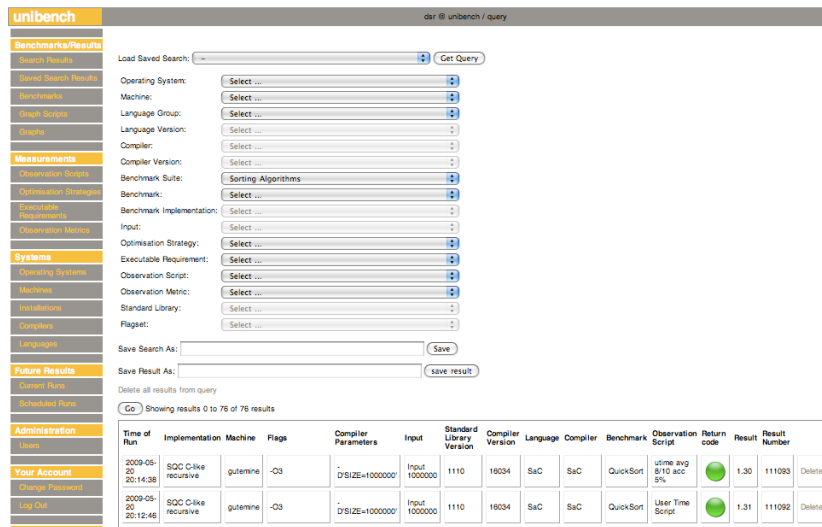 unibench
dsr @ unibench / query
Benchmarks/Results
Search Results
Saved Search Results
Benchmarks
Graph Scripts
Graphs
Measurements
Observation Scripts
Optimisation Strategies
Executable
Requirements
Observation Metrics
Systems
Operating Systems
Machines
Installations
Compilers
Languages
Future Results
Current Runs
Scheduled Runs
Administration
Users
Your Account
Change Password
Log Out
Load Saved Search: - Get Query
Operating System: Select ...
Machine: Select ...
Language Group: Select ...
Language Version: Select ...
Compiler: Select ...
Compiler Version: Select ...
Benchmark Suite: Sorting Algorithms
Benchmark: Select ...
Benchmark Implementation: Select ...
Input: Select ...
Optimisation Strategy: Select ...
Executable Requirement: Select ...
Observation Script: Select ...
Observation Metric: Select ...
Standard Library: Select ...
Flagset: Select ...
Save Search As: Save
Save Result As: save result
Delete all results from query
Go Showing results 0 to 76 of 76 results
Time of Run Implementation Machine Flags Compiler Parameters Input Standard Library Version Compiler Version Language Compiler Benchmark Observation Script Return code Result Result Number
2009-05-20 20:14:38 SQC C-like recursive gutemine -O3 -D'SIZE=1000000' Input 1000000 1110 16034 SaC SaC QuickSort utime avg 8/10 acc 5% 1.30 111093 Delete
2009-05-20 20:12:46 SQC C-like recursive gutemine -O3 -D'SIZE=1000000' Input 1000000 1110 16034 SaC SaC QuickSort User Time Script 1.31 111092 Delete